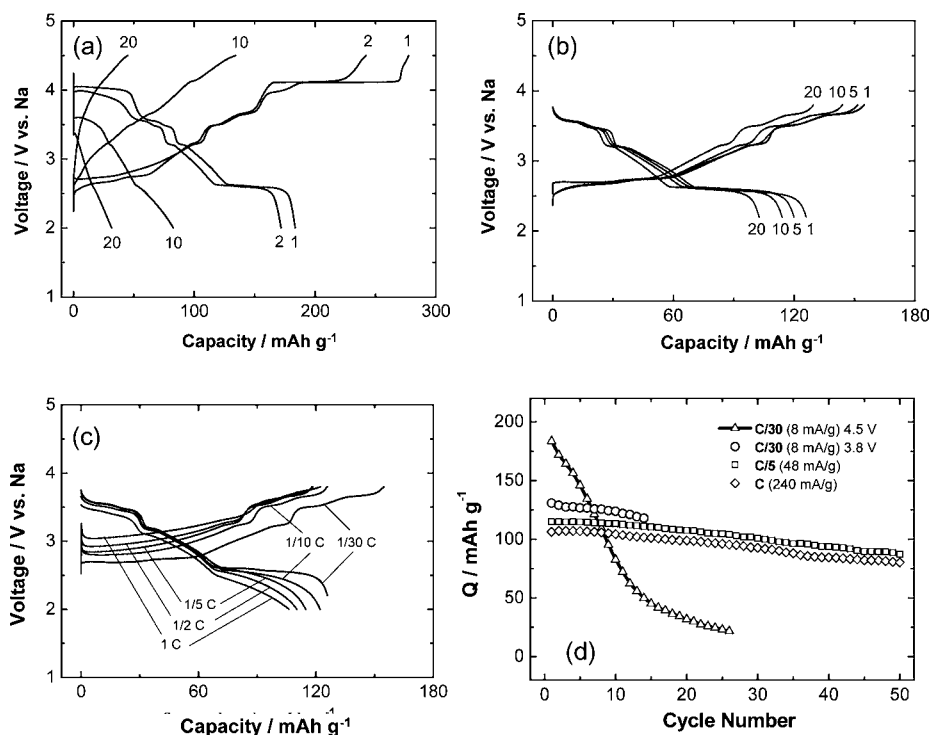 (a)
5
4
3
2
1
20
10
2
1
20
10
2 1
0
100
200
300
Voltage / V vs. Na
Capacity / mAh g-1
(b)
5
4
3
2
1
20 10 5 1
20 10 5 1
0
60
120
180
Voltage / V vs. Na
Capacity / mAh g-1
(c)
5
4
3
2
1
1/10 C
1/30 C
1/5 C
1/2 C
1 C
0
60
120
180
Voltage / V vs. Na
Capacity / mAh g-1
200
150
100
50
0
C/30 (8 mA/g) 4.5 V
C/30 (8 mA/g) 3.8 V
C/5 (48 mA/g)
C (240 mA/g)
(d)
0
10
20
30
40
50
Q / mAh g-1
Cycle Number